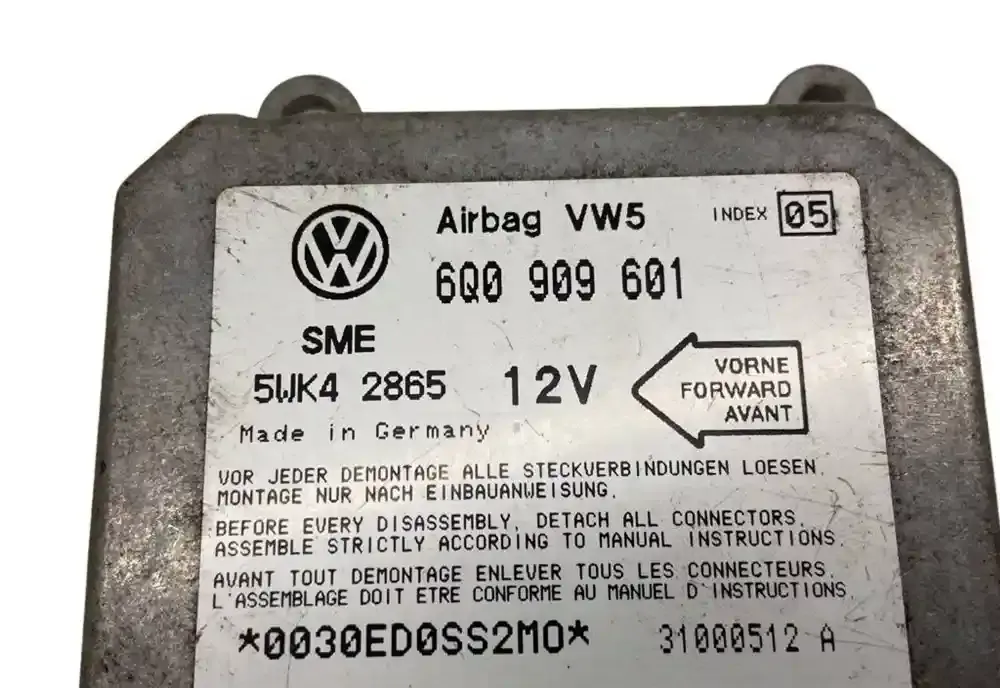 Airbag VW5 INDEX 05
6Q0 909 601
SME
5WK4 2865 12V
VORNE
FORWARD
AVANT
Made in Germany
VOR JEDER DEMONTAGE ALLE STECKVERBINDUNGEN LOESEN.
MONTAGE NUR NACH EINBAUANWEISUNG.
BEFORE EVERY DISASSEMBLY, DETACH ALL CONNECTORS.
ASSEMBLE STRICTLY ACCORDING TO MANUAL INSTRUCTIONS.
AVANT TOUT DEMONTAGE ENLEVER TOUS LES CONNECTEURS.
L'ASSEMBLAGE DOIT ETRE CONFORME AU MANUEL D'INSTRUCTIONS.
*0030ED0SS2MO* 31000512 A